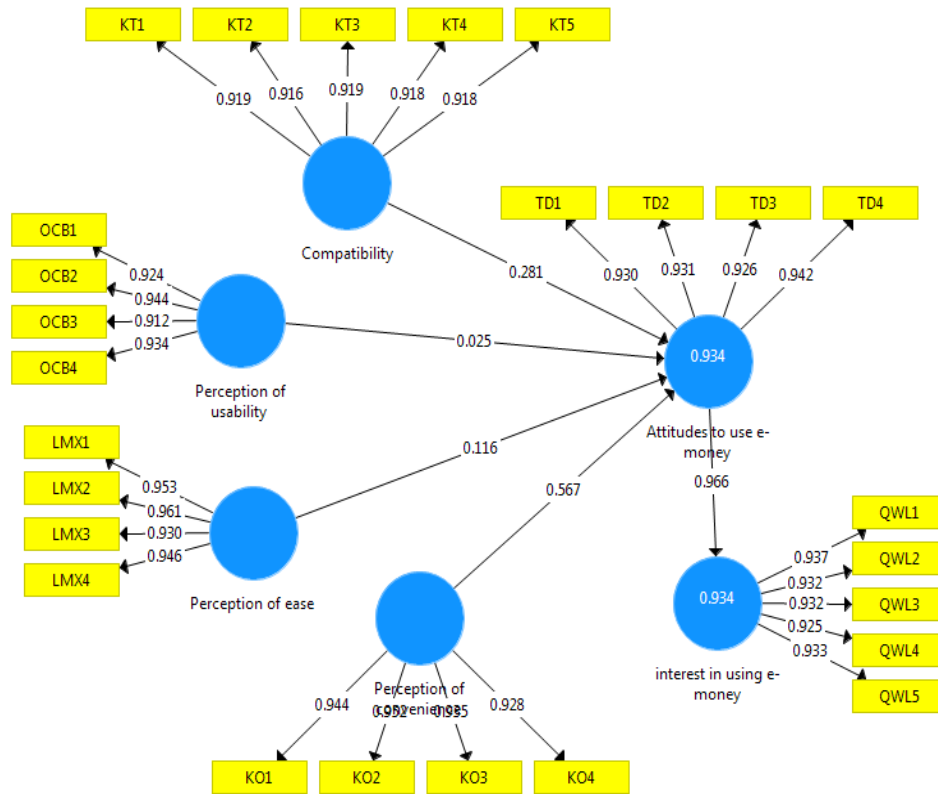 KT1 KT2 KT3 KT4 KT5
0.919 0.916 0.919 0.918 0.918
Compatibility
TD1 TD2 TD3 TD4
0.930 0.931 0.926 0.942
OCB1
OCB2
OCB3
OCB4
0.924
0.944
0.912
0.934
Perception of
usability
0.281
0.025
0.934
Attitudes to use e-
money
LMX1
LMX2
LMX3
LMX4
0.953
0.961
0.930
0.946
Perception of ease
0.116
0.567
0.966
QWL1
QWL2
QWL3
QWL4
QWL5
0.937
0.932
0.932
0.925
0.933
0.934
interest in using e-
money
Perception of
convenience
0.944 0.952 0.935 0.928
KO1 KO2 KO3 KO4